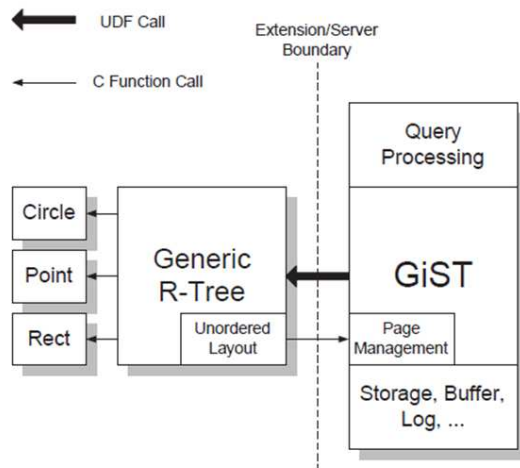 UDF Call
Extension/Server
Boundary
C Function Call
Query
Processing
Circle
Point
Rect
Generic
R-Tree
Unordered
Layout
GiST
Page
Management
Storage, Buffer,
Log, ...